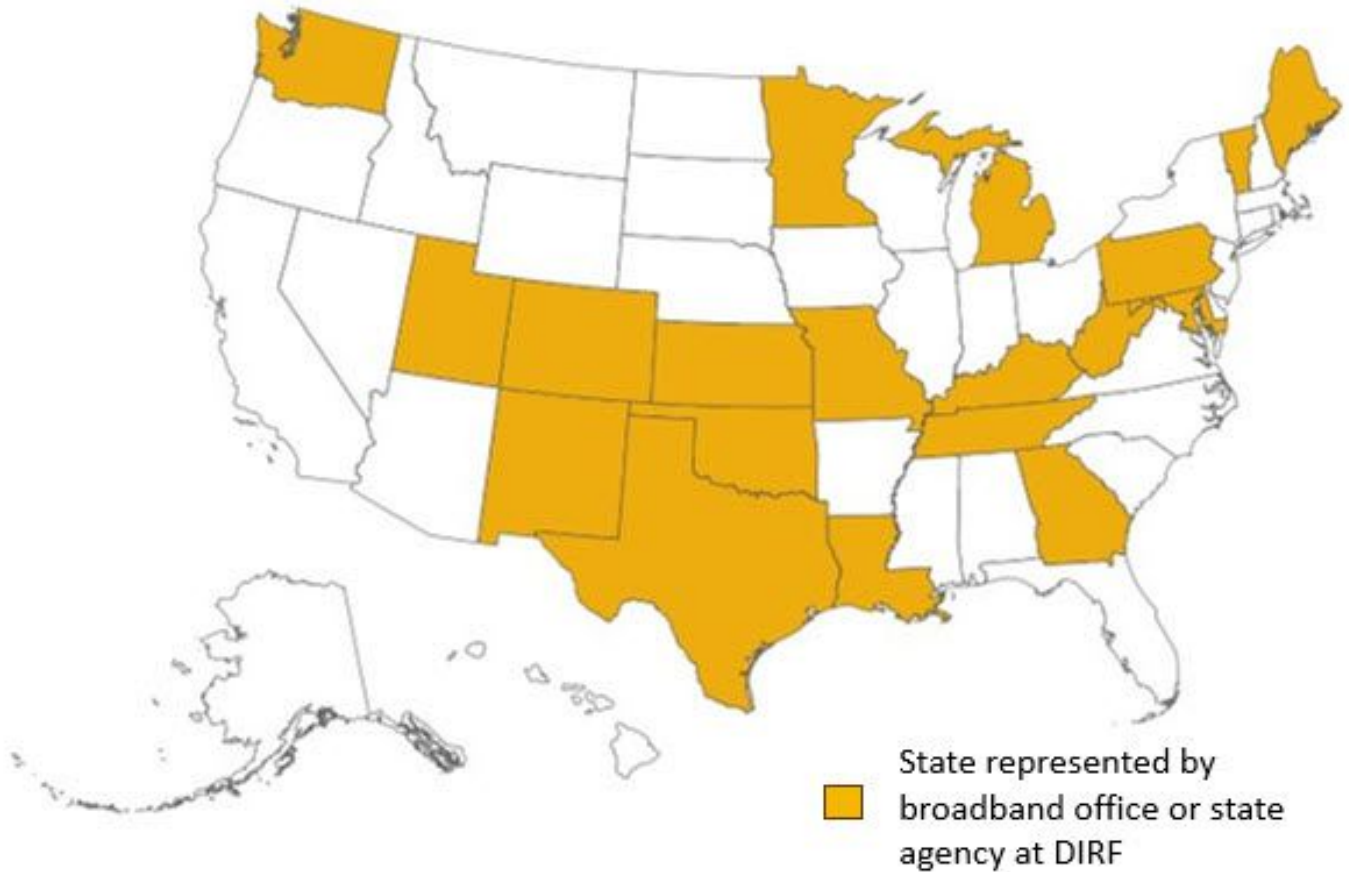 State represented by
broadband office or state
agency at DIRF